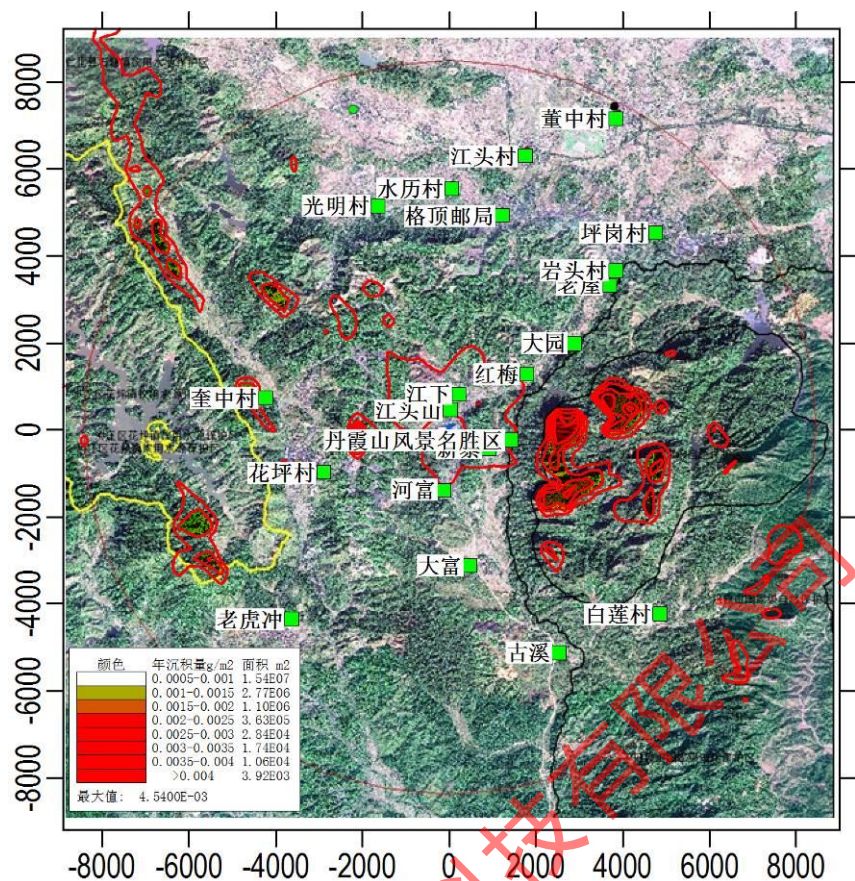 8000
6000
4000
2000
0
-2000
-4000
-6000
-8000
董中村
江头村
水历村
光明村
格顶邮局
坪岗村
岩头村
老屋
大园
红梅
江下
奎中村
江头山
丹霞山风景名胜区
花坪村
河富
大富
白莲村
老虎冲
古溪
颜色 年沉积量g/m2 面积 m2
0.0005-0.001 1.54E07
0.001-0.0015 2.77E06
0.0015-0.002 1.10E06
0.002-0.0025 3.63E05
0.0025-0.003 2.84E04
0.003-0.0035 1.74E04
0.0035-0.004 1.06E04
>0.004 3.92E03
最大值: 4.5400E-03
-8000 -6000 -4000 -2000 0 2000 4000 6000 8000
科技有限公司